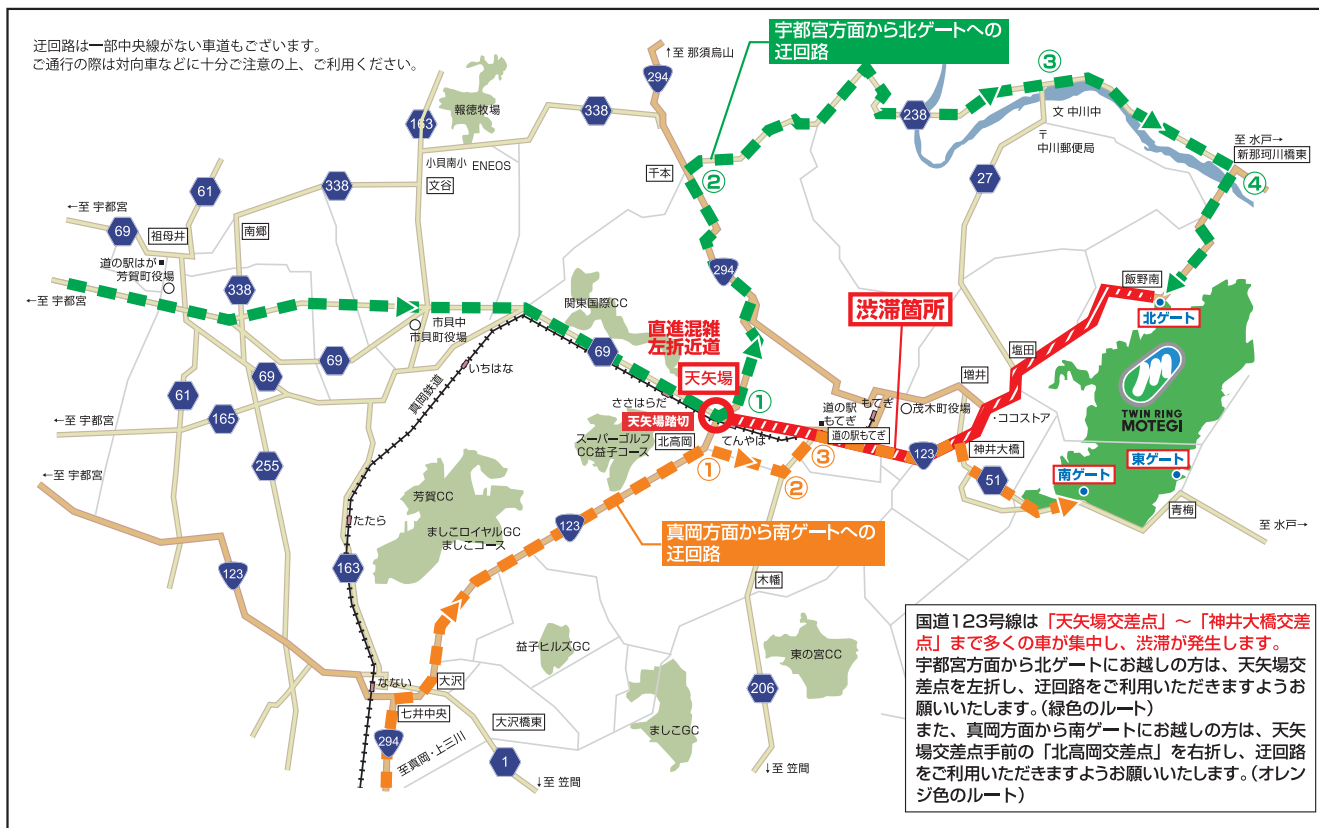 迂回路は一部中央線がない車道もございます。
ご通行の際は対向車などに十分ご注意の上、ご利用ください。
宇都宮方面から北ゲートへの
迂回路
↑至 那須烏山
294
③
338
報徳牧場
163
238
文 中川中
〒
中川郵便局
至 水戸→
新那珂川橋東
小貝南小
ENEOS
千本
②
④
27
338
文谷
61
←至 宇都宮
69
祖母井
南郷
道の駅はが
芳賀町役場
338
294
飯野南
←至 宇都宮
関東国際CC
渋滞箇所
北ゲート
市貝中
市貝町役場
直進混雑
左折近道
69
69
69
塩田
増井
いちはな
天矢場
①
真岡鉄道
ささはらだ
道の駅
もてぎ
もてぎ
茂木町役場
・ココストア
TWIN RING
MOTEGI
61
165
←至 宇都宮
天矢場踏切
北高岡
てんやば
道の駅もてぎ
③
123
神井大橋
スーパーゴルフ
CC益子コース
①
②
東ゲート
南ゲート
51
255
←至 宇都宮
芳賀CC
青梅
至 水戸→
たたら
ましこロイヤルGC
ましこコース
123
真岡方面から南ゲートへの
迂回路
163
123
木幡
益子ヒルズGC
東の宮CC
大沢
なない
206
七井中央
大沢橋東
ましこGC
294
至真岡・上三川
1
↓至 笠間
↓至 笠間
国道123号線は「天矢場交差点」～「神井大橋交差
点」まで多くの車が集中し、渋滞が発生します。
宇都宮方面から北ゲートにお越しの方は、天矢場交
差点を左折し、迂回路をご利用いただきますようお
願いいたします。（緑色のルート）
また、真岡方面から南ゲートにお越しの方は、天矢
場交差点手前の「北高岡交差点」を右折し、迂回路
をご利用いただきますようお願いいたします。（オレン
ジ色のルート）